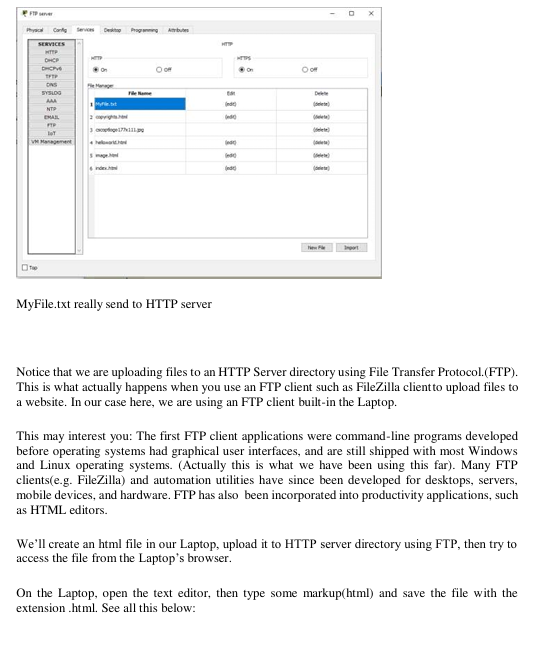 FTP server
Physical Config Services Desktop Programming Attributes
SERVICES
HTTP
DHCP
DHCPv6
TFTP
DNS
SYSLOG
AAA
NTP
EMAIL
FTP
IoT
VM Management
HTTP
HTTP
On Off
HTTPS
On Off
File Manager
File Name Edit Delete
1 MyFile.txt (edit) (delete)
2 copyrights.html (edit) (delete)
3 cscoptlogo177x111.jpg (delete)
4 helloworld.html (edit) (delete)
5 image.html (edit) (delete)
6 index.html (edit) (delete)
New File Import
Top
MyFile.txt really send to HTTP server
Notice that we are uploading files to an HTTP Server directory using File Transfer Protocol.(FTP).
This is what actually happens when you use an FTP client such as FileZilla clientto upload files to
a website. In our case here, we are using an FTP client built-in the Laptop.
This may interest you: The first FTP client applications were command-line programs developed
before operating systems had graphical user interfaces, and are still shipped with most Windows
and Linux operating systems. (Actually this is what we have been using this far). Many FTP
clients(e.g. FileZilla) and automation utilities have since been developed for desktops, servers,
mobile devices, and hardware. FTP has also been incorporated into productivity applications, such
as HTML editors.
We’ll create an html file in our Laptop, upload it to HTTP server directory using FTP, then try to
access the file from the Laptop’s browser.
On the Laptop, open the text editor, then type some markup(html) and save the file with the
extension .html. See all this below: